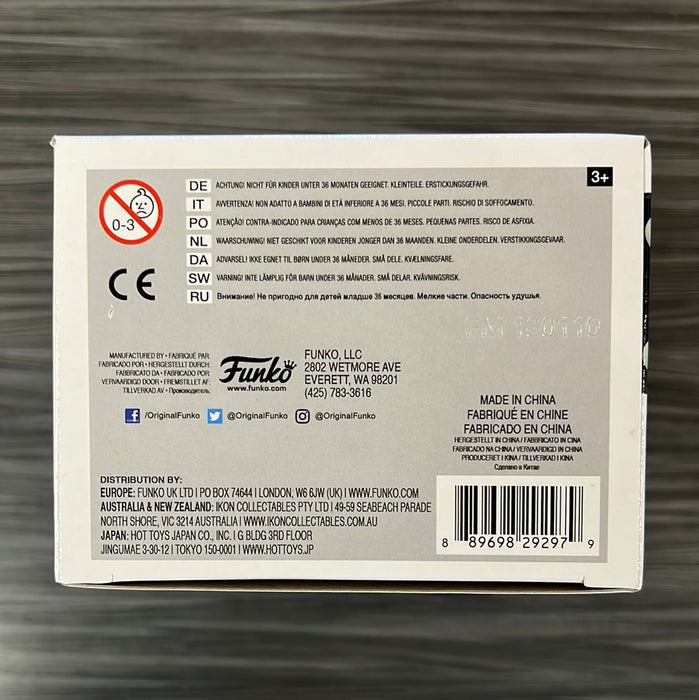 3+
0-3
DE ACHTUNG! NICHT FÜR KINDER UNTER 36 MONATEN GEEIGNET. KLEINTEILE. ERSTICKUNGSGEFAHR.
IT AVVERTENZA! NON ADATTO A BAMBINI DI ETÀ INFERIORE A 36 MESI. PICCOLE PARTI. RISCHIO DI SOFFOCAMENTO.
PO ATENÇÃO! CONTRA-INDICADO PARA CRIANÇAS COM MENOS DE 36 MESES. PEQUENAS PARTES. RISCO DE ASFIXIA.
NL WAARSCHUWING! NIET GESCHIKT VOOR KINDEREN JONGER DAN 36 MAANDEN. KLEINE ONDERDELEN. VERSTIKKINGSGEVAAR.
DA ADVARSEL! IKKE EGNET TIL BØRN UNDER 36 MÅNEDER. SMÅ DELE. KVÆLNINGSFARE.
SW VARNING! INTE LÄMPLIG FÖR BARN UNDER 36 MÅNADER. SMÅ DELAR. KVÄVNINGSRISK.
RU Внимание! Не пригодно для детей младше 36 месяцев. Мелкие части. Опасность удушья.
CE
MANUFACTURED BY • FABRIQUÉ PAR
FABRICADO POR • HERGESTELLT DURCH
FABBRICATO DA • FABRICADO POR
VERVAARDIGD DOOR • FREMSTILLET AF
TILLVERKAD AV • Производитель
Funko
www.funko.com
FUNKO, LLC
2802 WETMORE AVE
EVERETT, WA 98201
(425) 783-3616
/OriginalFunko @OriginalFunko @OriginalFunko
MADE IN CHINA
FABRIQUÉ EN CHINE
FABRICADO EN CHINA
HERGESTELLT IN CHINA / FABBRICATO IN CINA
FABRICADO NA CHINA / VERVAARDIGD IN CHINA
PRODUCERET I KINA / TILLVERKAD I KINA
Сделано в Китае
DISTRIBUTION BY:
EUROPE: FUNKO UK LTD | PO BOX 74644 | LONDON, W6 6JW (UK) | WWW.FUNKO.COM
AUSTRALIA & NEW ZEALAND: IKON COLLECTABLES PTY LTD | 49-59 SEABEACH PARADE
NORTH SHORE, VIC 3214 AUSTRALIA | WWW.IKONCOLLECTABLES.COM.AU
JAPAN: HOT TOYS JAPAN CO., INC. | G BLDG 3RD FLOOR
JINGUMAE 3-30-12 | TOKYO 150-0001 | WWW.HOTTOYS.JP
8 89698 29297 9